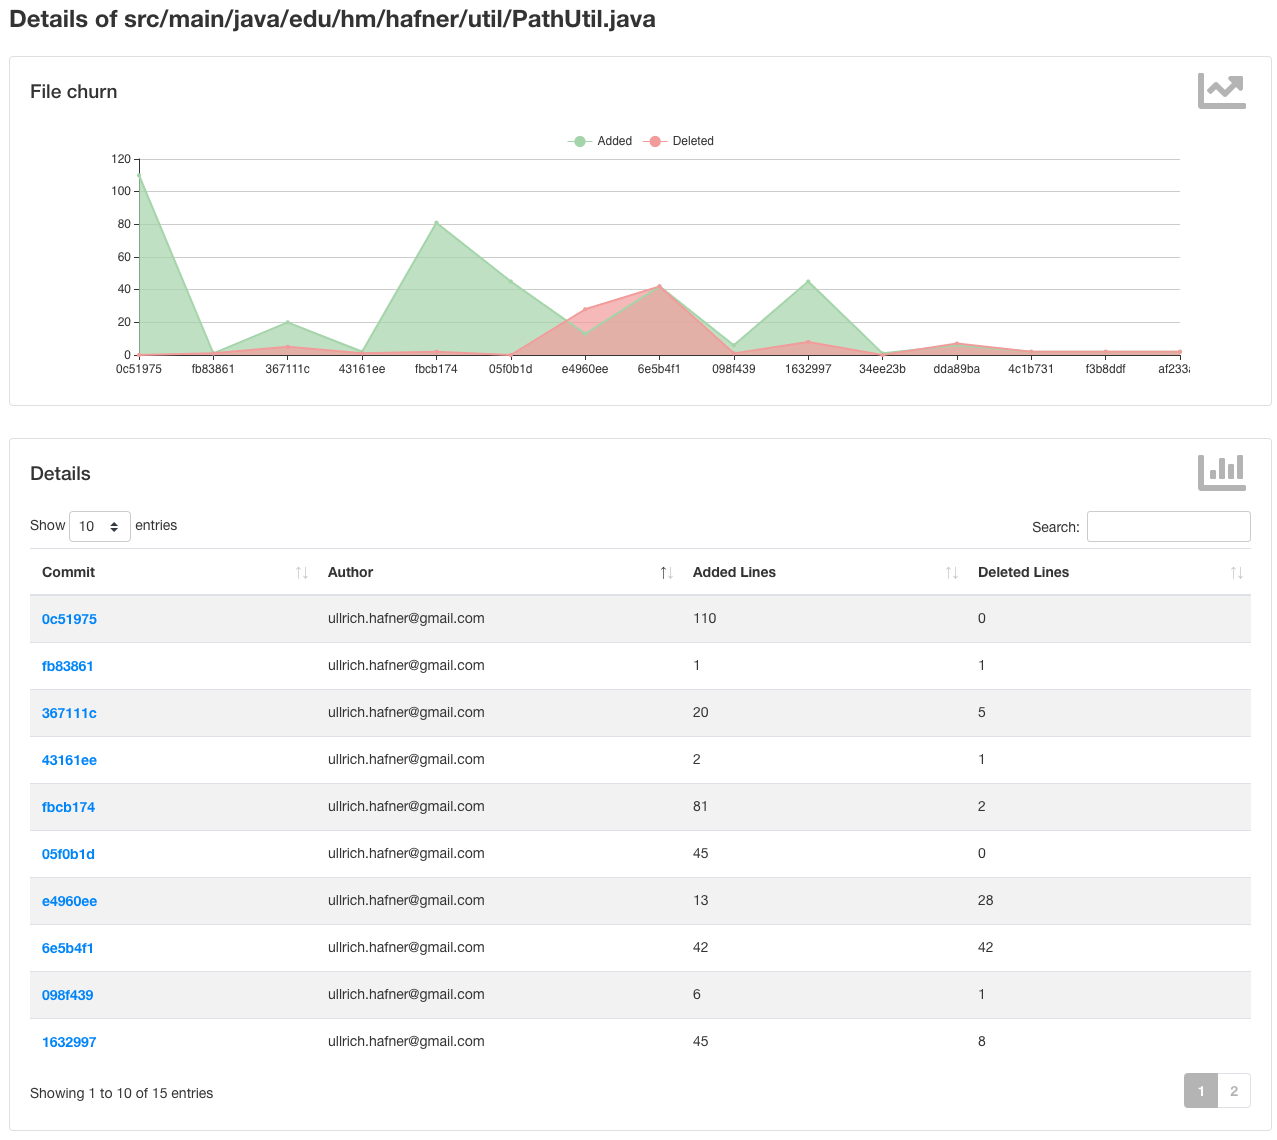 Details of src/main/java/edu/hm/hafner/util/PathUtil.java
File churn
Added Deleted
120
100
80
60
40
20
0
0c51975 fb83861 367111c 43161ee fbcb174 05f0b1d e4960ee 6e5b4f1 098f439 1632997 34ee23b dda89ba 4c1b731 f3b8ddf
Details
Show 10 entries Search:
Commit Author Added Lines Deleted Lines
0c51975 ullrich.hafner@gmail.com 110 0
fb83861 ullrich.hafner@gmail.com 1 1
367111c ullrich.hafner@gmail.com 20 5
43161ee ullrich.hafner@gmail.com 2 1
fbcb174 ullrich.hafner@gmail.com 81 2
05f0b1d ullrich.hafner@gmail.com 45 0
e4960ee ullrich.hafner@gmail.com 13 28
6e5b4f1 ullrich.hafner@gmail.com 42 42
098f439 ullrich.hafner@gmail.com 6 1
1632997 ullrich.hafner@gmail.com 45 8
Showing 1 to 10 of 15 entries 1 2